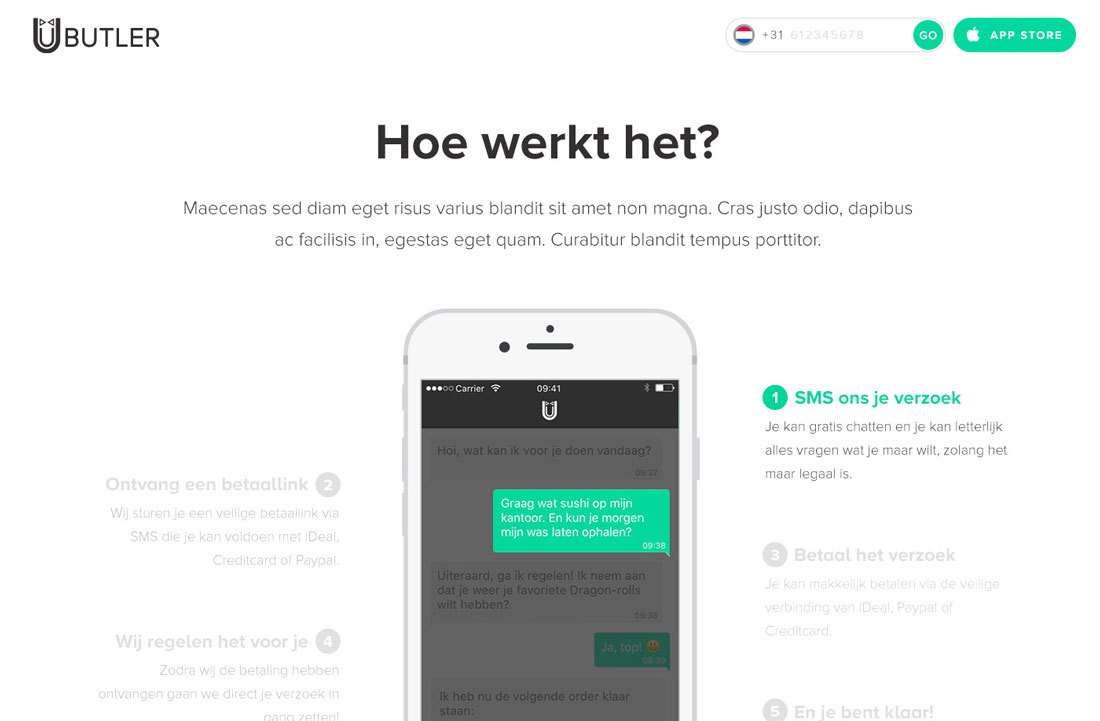 ÜBUTLER
+31 612345678
GO
APP STORE
Hoe werkt het?
Maecenas sed diam eget risus varius blandit sit amet non magna. Cras justo odio, dapibus
ac facilisis in, egestas eget quam. Curabitur blandit tempus porttitor.
Carrier
09:41
Ü
Hoi, wat kan ik voor je doen vandaag?
09:37
Graag wat sushi op mijn
kantoor. En kun je morgen
mijn was laten ophalen?
09:38
Uiteraard, ga ik regelen! Ik neem aan
dat je weer je favoriete Dragon-rolls
wilt hebben?
09:38
Ja, top! 😃
09:39
Ik heb nu de volgende order klaar
staan:
1 SMS ons je verzoek
Je kan gratis chatten en je kan letterlijk
alles vragen wat je maar wilt, zolang het
maar legaal is.
Ontvang een betaallink 2
Wij sturen je een veilige betaallink via
SMS die je kan voldoen met iDeal,
Creditcard of Paypal.
3 Betaal het verzoek
Je kan makkelijk betalen via de veilige
verbinding van iDeal, Paypal of
Creditcard.
Wij regelen het voor je 4
Zodra wij de betaling hebben
ontvangen gaan we direct je verzoek in
gang zetten!
5 En je bent klaar!